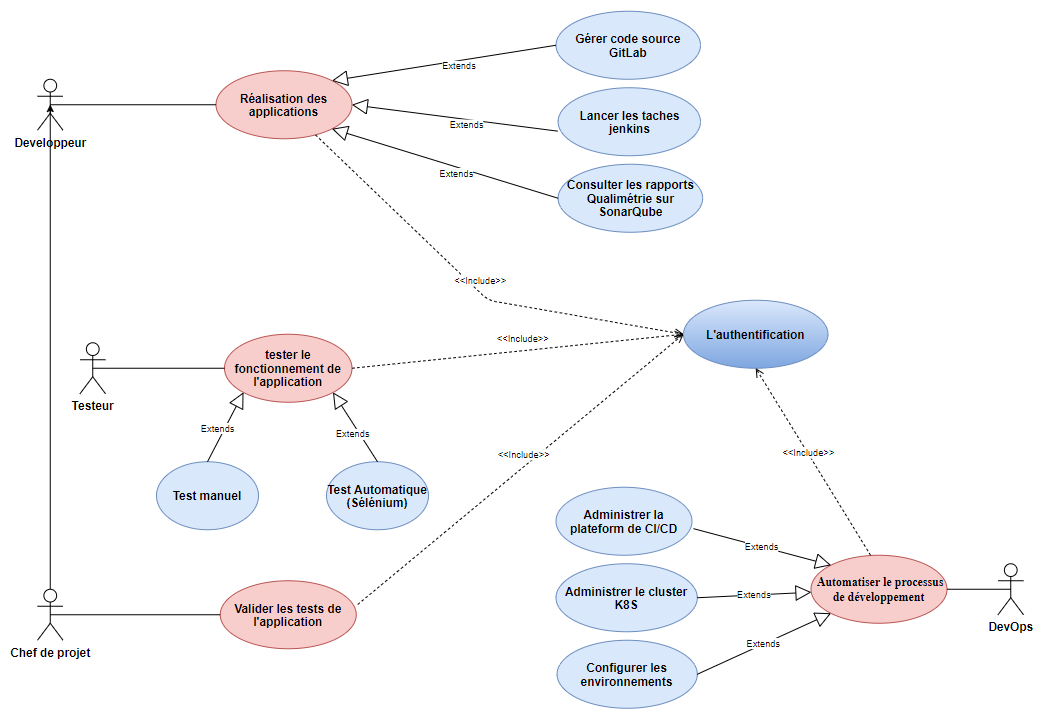 Gérer code source
GitLab
Extends
Developpeur
Réalisation des
applications
Extends
Lancer les taches
jenkins
Extends
Consulter les rapports
Qualimétrie sur
SonarQube
<<Include>>
L'authentification
<<Include>>
Testeur
tester le
fonctionnement de
l'application
Extends
Extends
Test manuel
Test Automatique
(Sélénium)
<<Include>>
<<Include>>
Administrer la
plateform de CI/CD
Extends
Administrer le cluster
K8S
Extends
Automatiser le processus
de développement
DevOps
Chef de projet
Valider les tests de
l'application
Extends
Configurer les
environnements